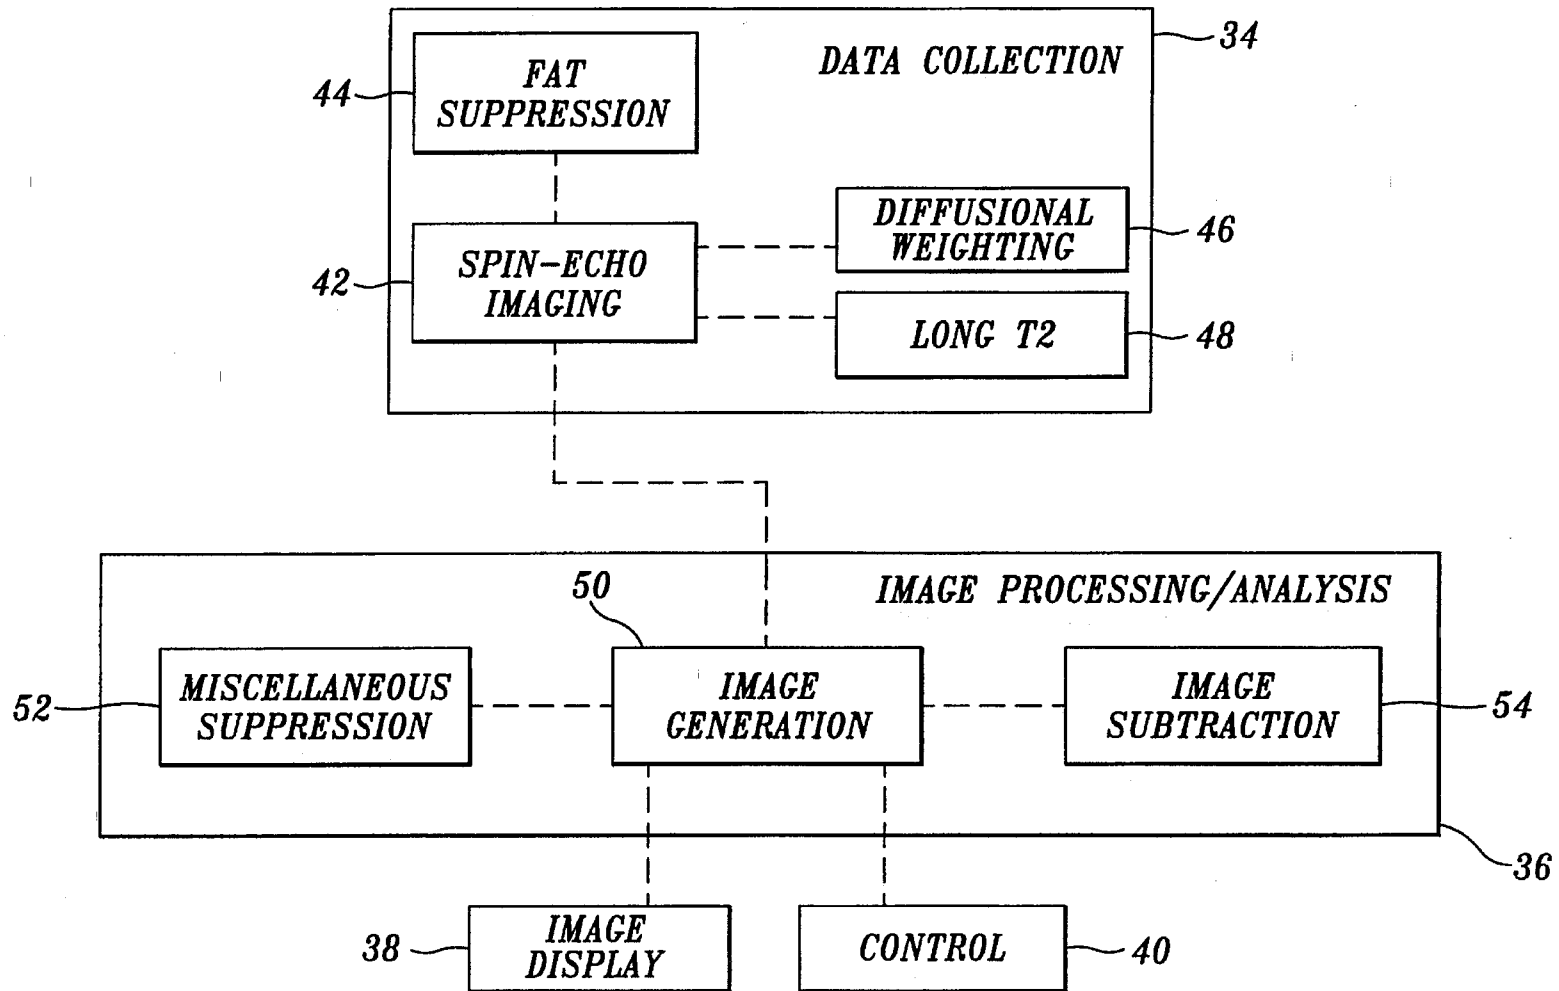 34
DATA COLLECTION
44
FAT
SUPPRESSION
DIFFUSIONAL
WEIGHTING
46
42
SPIN-ECHO
IMAGING
LONG T2
48
50
IMAGE PROCESSING/ANALYSIS
52
MISCELLANEOUS
SUPPRESSION
IMAGE
GENERATION
IMAGE
SUBTRACTION
54
36
38
IMAGE
DISPLAY
CONTROL
40